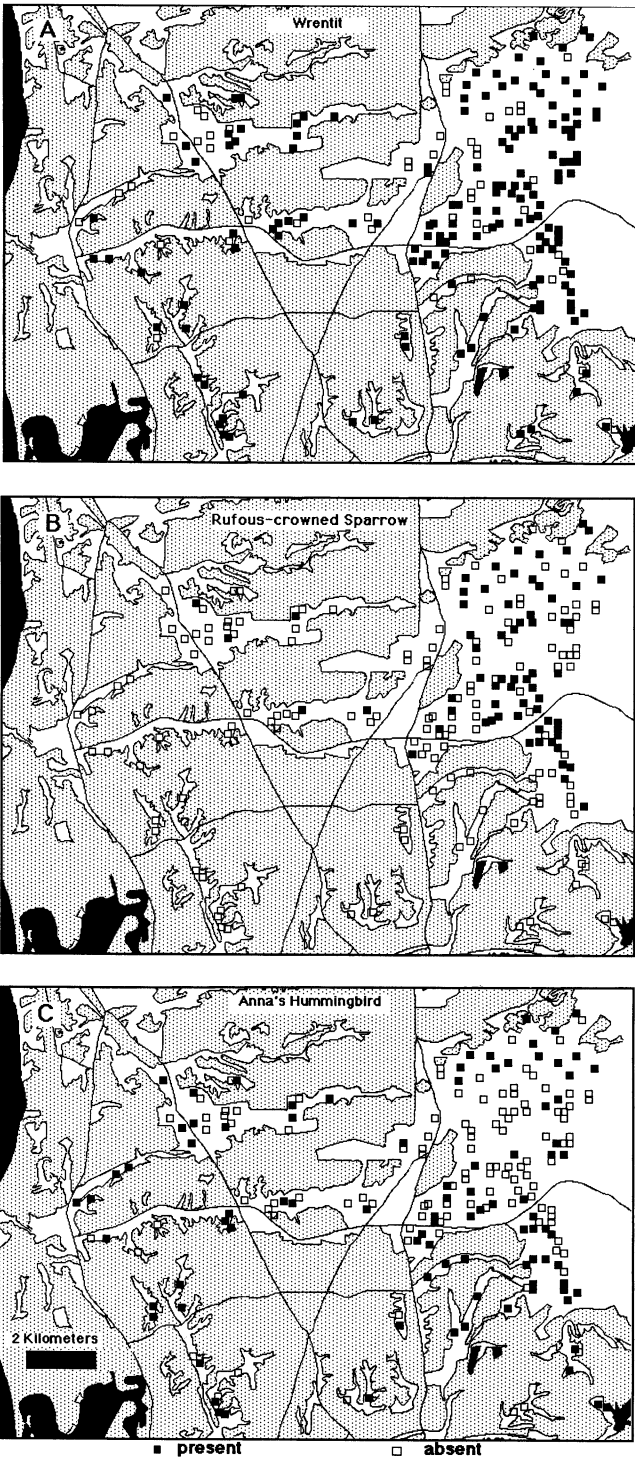 A
Wrentit
B
Rufous-crowned Sparrow
C
Anna's Hummingbird
2 Kilometers
present
absent